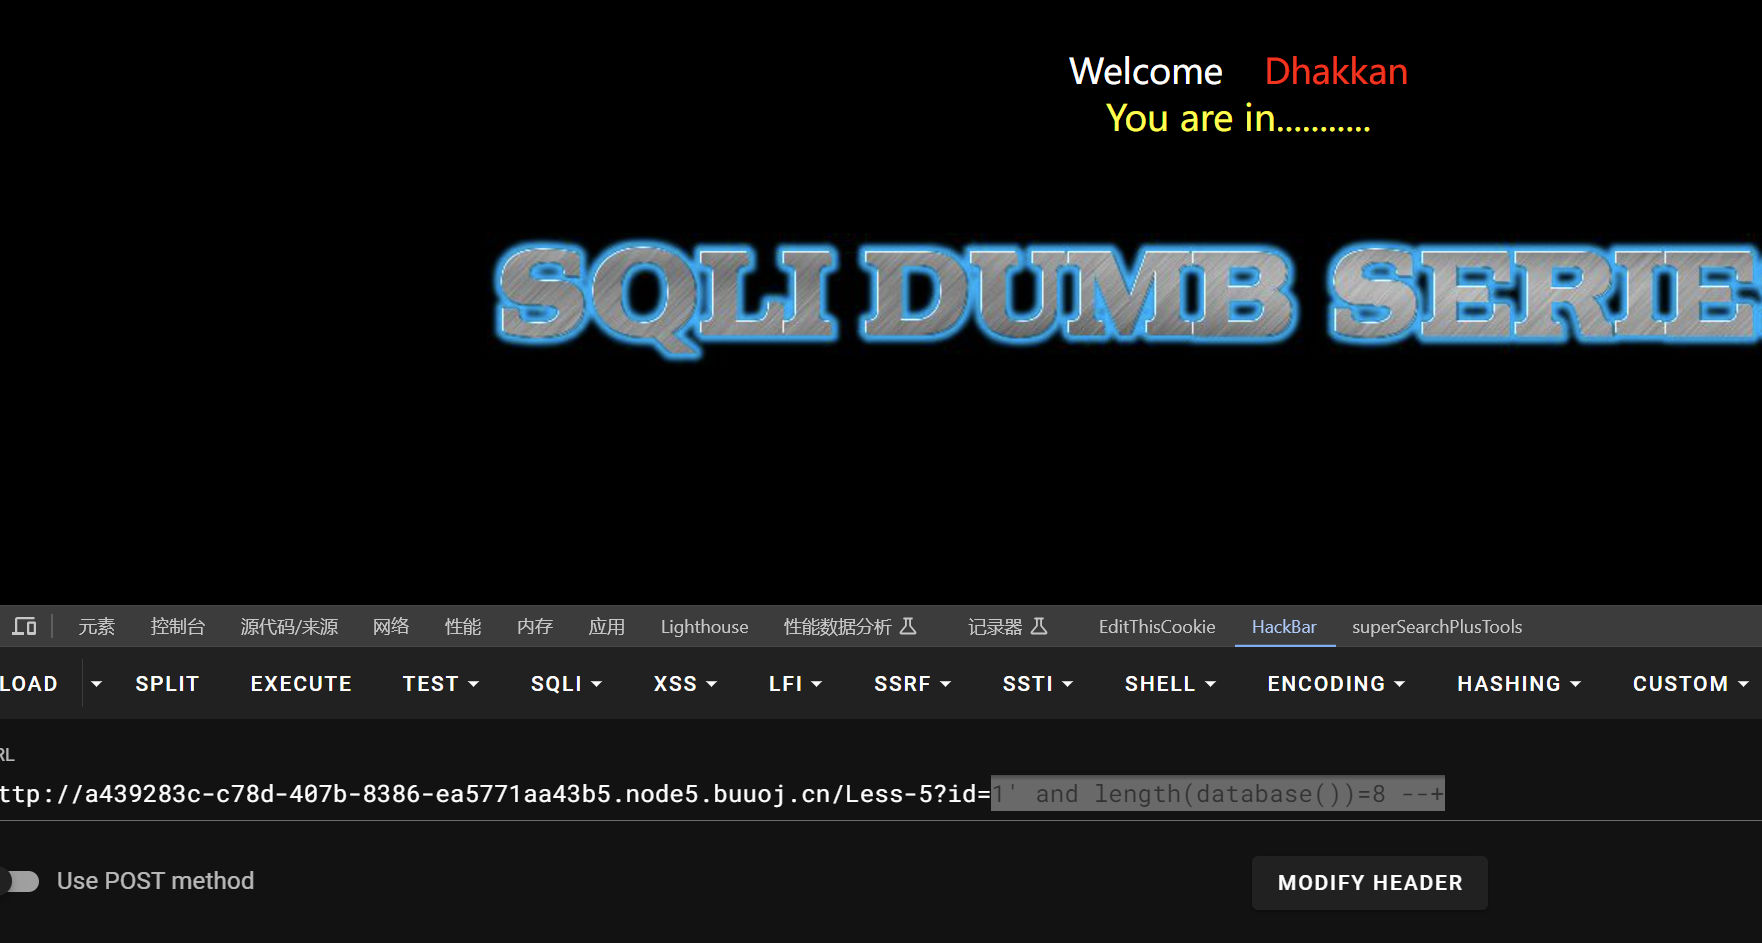 Welcome Dhakkan
You are in...........
SQLI DUMB SERIE
元素 控制台 源代码/来源 网络 性能 内存 应用 Lighthouse 性能数据分析 记录器 EditThisCookie HackBar superSearchPlusTools
LOAD SPLIT EXECUTE TEST SQLI XSS LFI SSRF SSTI SHELL ENCODING HASHING CUSTOM
RL
ttp://a439283c-c78d-407b-8386-ea5771aa43b5.node5.buuoj.cn/Less-5?id=1' and length(database())=8 --+
Use POST method
MODIFY HEADER